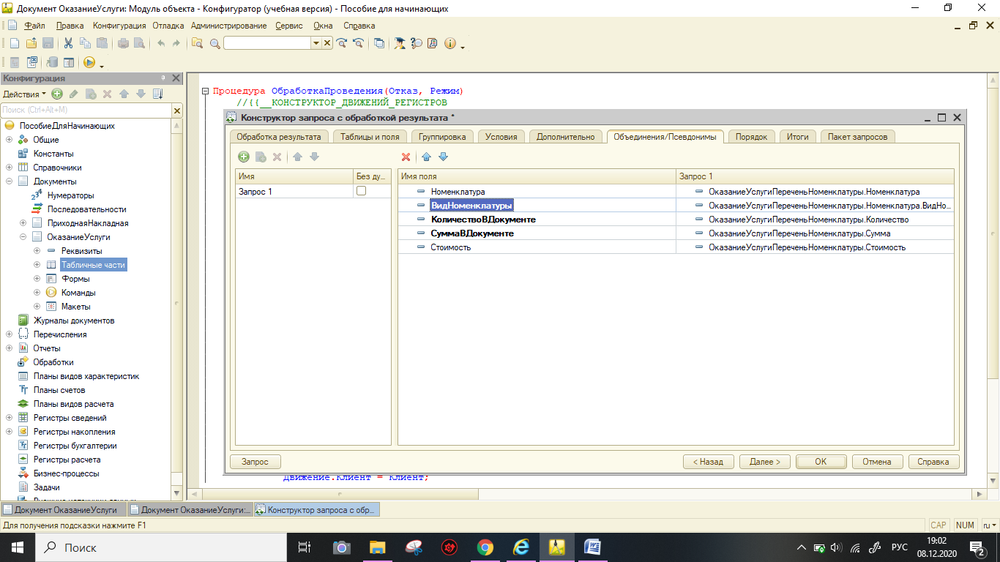 Документ ОказаниеУслуги: Модуль объекта - Конфигуратор (учебная версия) - Пособие для начинающих
Файл Правка Конфигурация Отладка Администрирование Сервис Окна Справка
Конфигурация
Действия
Поиск (Ctrl+Alt+M)
ПособиеДляНачинающих
Общие
Константы
Справочники
Документы
Нумераторы
Последовательности
ПриходнаяНакладная
ОказаниеУслуги
Реквизиты
Табличные части
Формы
Команды
Макеты
Журналы документов
Перечисления
Отчеты
Обработки
Планы видов характеристик
Планы счетов
Планы видов расчета
Регистры сведений
Регистры накопления
Регистры бухгалтерии
Регистры расчета
Бизнес-процессы
Задачи
Процедура ОбработкаПроведения(Отказ, Режим)
//{{__КОНСТРУКТОР_ДВИЖЕНИЙ_РЕГИСТРОВ
Конструктор запроса с обработкой результата *
Обработка результата Таблицы и поля Группировка Условия Дополнительно Объединения/Псевдонимы Порядок Итоги Пакет запросов
Имя Без ду...
Запрос 1
Имя поля Запрос 1
Номенклатура ОказаниеУслугиПереченьНоменклатуры.Номенклатура
ВидНоменклатуры ОказаниеУслугиПереченьНоменклатуры.Номенклатура.ВидНо...
КоличествоВДокументе ОказаниеУслугиПереченьНоменклатуры.Количество
СуммаВДокументе ОказаниеУслугиПереченьНоменклатуры.Сумма
Стоимость ОказаниеУслугиПереченьНоменклатуры.Стоимость
Запрос < Назад Далее > OK Отмена Справка
Движение.Клиент = Клиент;
Документ ОказаниеУслуги Документ ОказаниеУслуги:... Конструктор запроса с обр...
Для получения подсказки нажмите F1 CAP NUM ru
Поиск РУС 19:02
08.12.2020 2